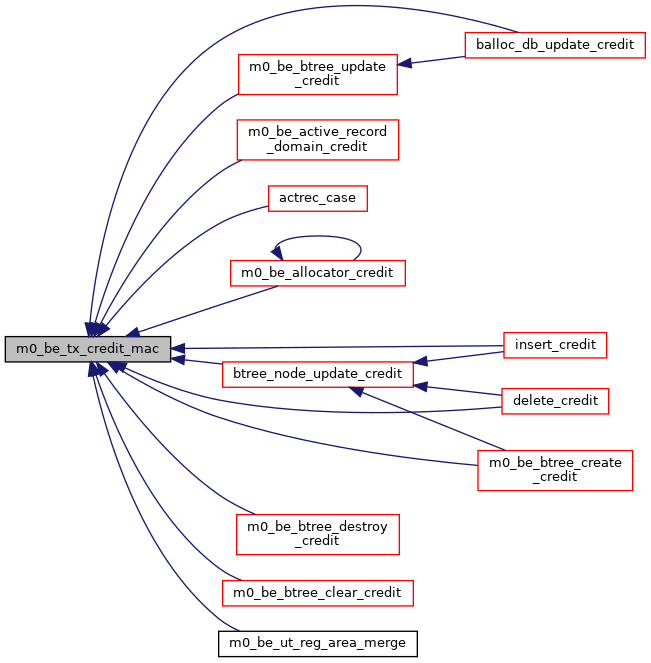 balloc_db_update_credit
m0_be_btree_update
_credit
m0_be_active_record
_domain_credit
actrec_case
m0_be_allocator_credit
m0_be_tx_credit_mac
insert_credit
btree_node_update_credit
delete_credit
m0_be_btree_create
_credit
m0_be_btree_destroy
_credit
m0_be_btree_clear_credit
m0_be_ut_reg_area_merge